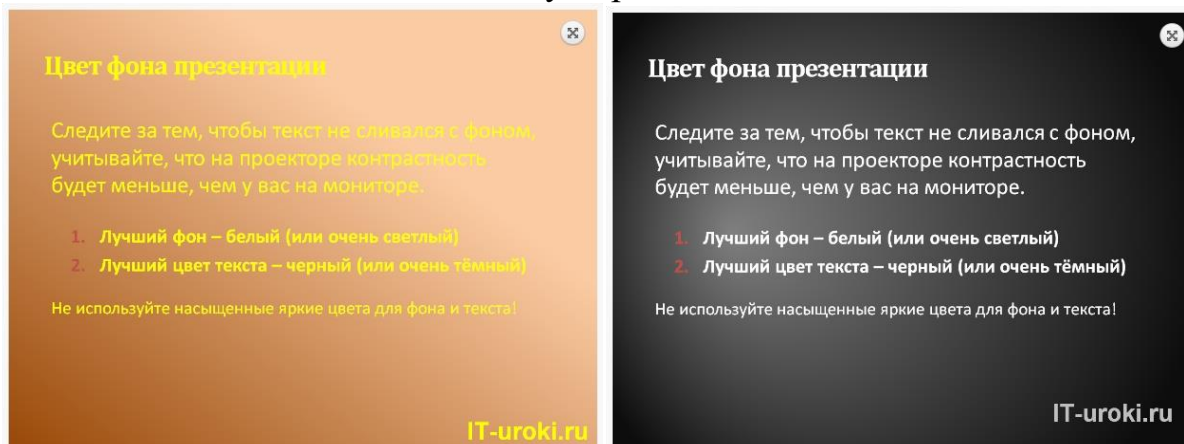 Цвет фона презентации
Следите за тем, чтобы текст не сливался с фоном,
учитывайте, что на проекторе контрастность
будет меньше, чем у вас на мониторе.
1. Лучший фон – белый (или очень светлый)
2. Лучший цвет текста – черный (или очень тёмный)
Не используйте насыщенные яркие цвета для фона и текста!
IT-uroki.ru
Цвет фона презентации
Следите за тем, чтобы текст не сливался с фоном,
учитывайте, что на проекторе контрастность
будет меньше, чем у вас на мониторе.
1. Лучший фон – белый (или очень светлый)
2. Лучший цвет текста – черный (или очень тёмный)
Не используйте насыщенные яркие цвета для фона и текста!
IT-uroki.ru